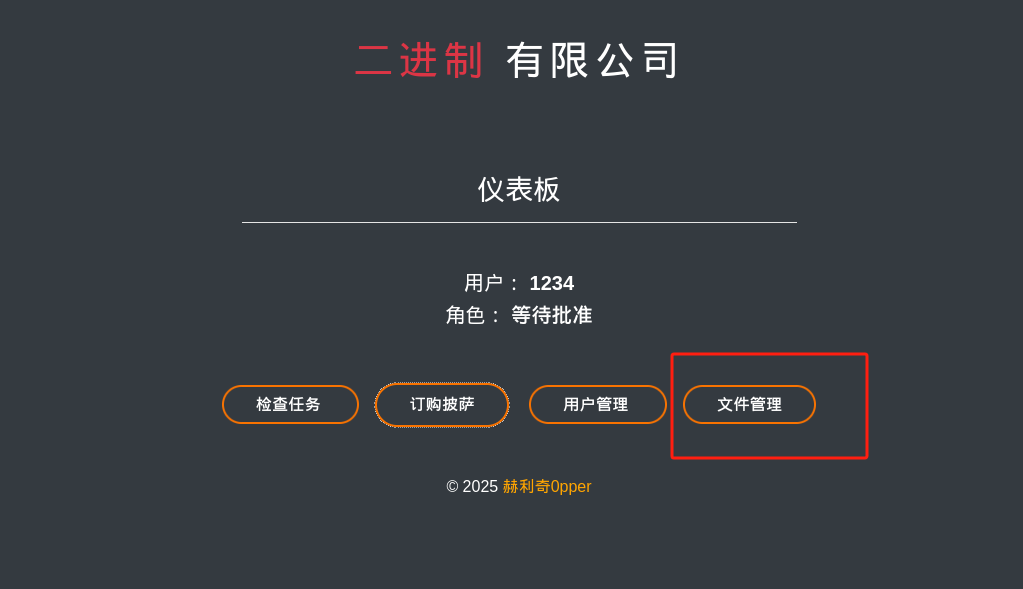 二进制 有限公司
仪表板
用户： 1234
角色： 等待批准
检查任务 订购披萨 用户管理 文件管理
© 2025 赫利奇0pper